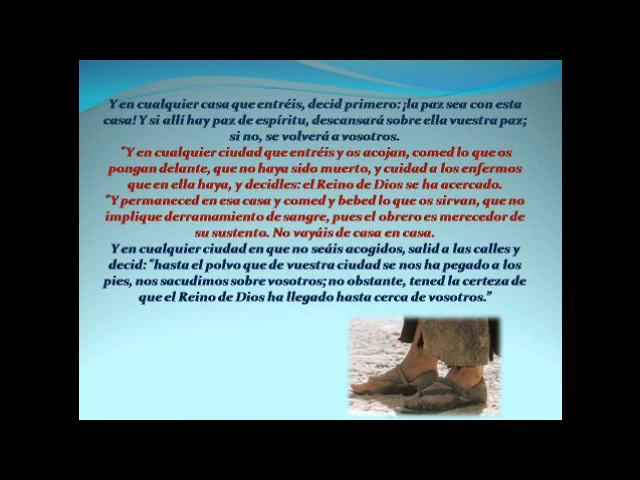 Y en cualquier casa que entréis, decid primero: ¡la paz sea con esta
casa! Y si allí hay paz de espíritu, descansará sobre ella vuestra paz;
si no, se volverá a vosotros.
"Y en cualquier ciudad que entréis y os acojan, comed lo que os
pongan delante, que no haya sido muerto, y cuidad a los enfermos
que en ella haya, y decidles: el Reino de Dios se ha acercado.
"Y permaneced en esa casa y comed y bebed lo que os sirvan, que no
implique derramamiento de sangre, pues el obrero es merecedor de
su sustento. No vayáis de casa en casa.
Y en cualquier ciudad en que no seáis acogidos, salid a las calles y
decid: "hasta el polvo que de vuestra ciudad se nos ha pegado a los
pies, nos sacudimos sobre vosotros; no obstante, tened la certeza de
que el Reino de Dios ha llegado hasta cerca de vosotros."